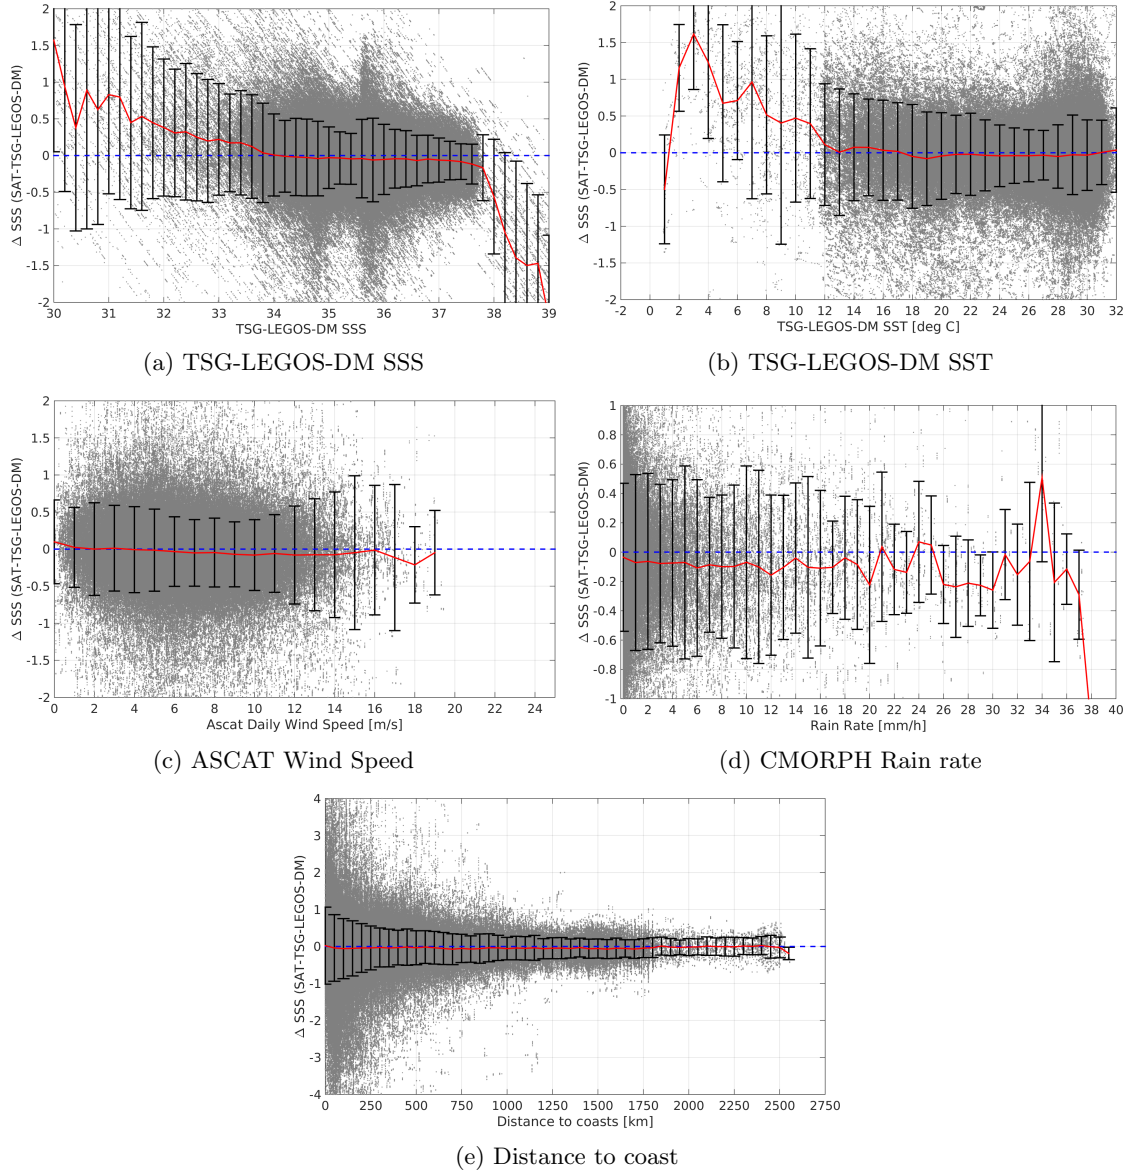 2
1.5
1
0.5
0
-0.5
-1
-1.5
-2
Δ SSS (SAT-TSG-LEGOS-DM)
30 31 32 33 34 35 36 37 38 39
TSG-LEGOS-DM SSS
(a) TSG-LEGOS-DM SSS
2
1.5
1
0.5
0
-0.5
-1
-1.5
-2
Δ SSS (SAT-TSG-LEGOS-DM)
-2 0 2 4 6 8 10 12 14 16 18 20 22 24 26 28 30 32
TSG-LEGOS-DM SST [deg C]
(b) TSG-LEGOS-DM SST
2
1.5
1
0.5
0
-0.5
-1
-1.5
-2
Δ SSS (SAT-TSG-LEGOS-DM)
0 2 4 6 8 10 12 14 16 18 20 22 24
Ascat Daily Wind Speed [m/s]
(c) ASCAT Wind Speed
1
0.8
0.6
0.4
0.2
0
-0.2
-0.4
-0.6
-0.8
-1
Δ SSS (SAT-TSG-LEGOS-DM)
0 2 4 6 8 10 12 14 16 18 20 22 24 26 28 30 32 34 36 38 40
Rain Rate [mm/h]
(d) CMORPH Rain rate
4
3
2
1
0
-1
-2
-3
-4
Δ SSS (SAT-TSG-LEGOS-DM)
0 250 500 750 1000 1250 1500 1750 2000 2250 2500 2750
Distance to coasts [km]
(e) Distance to coast